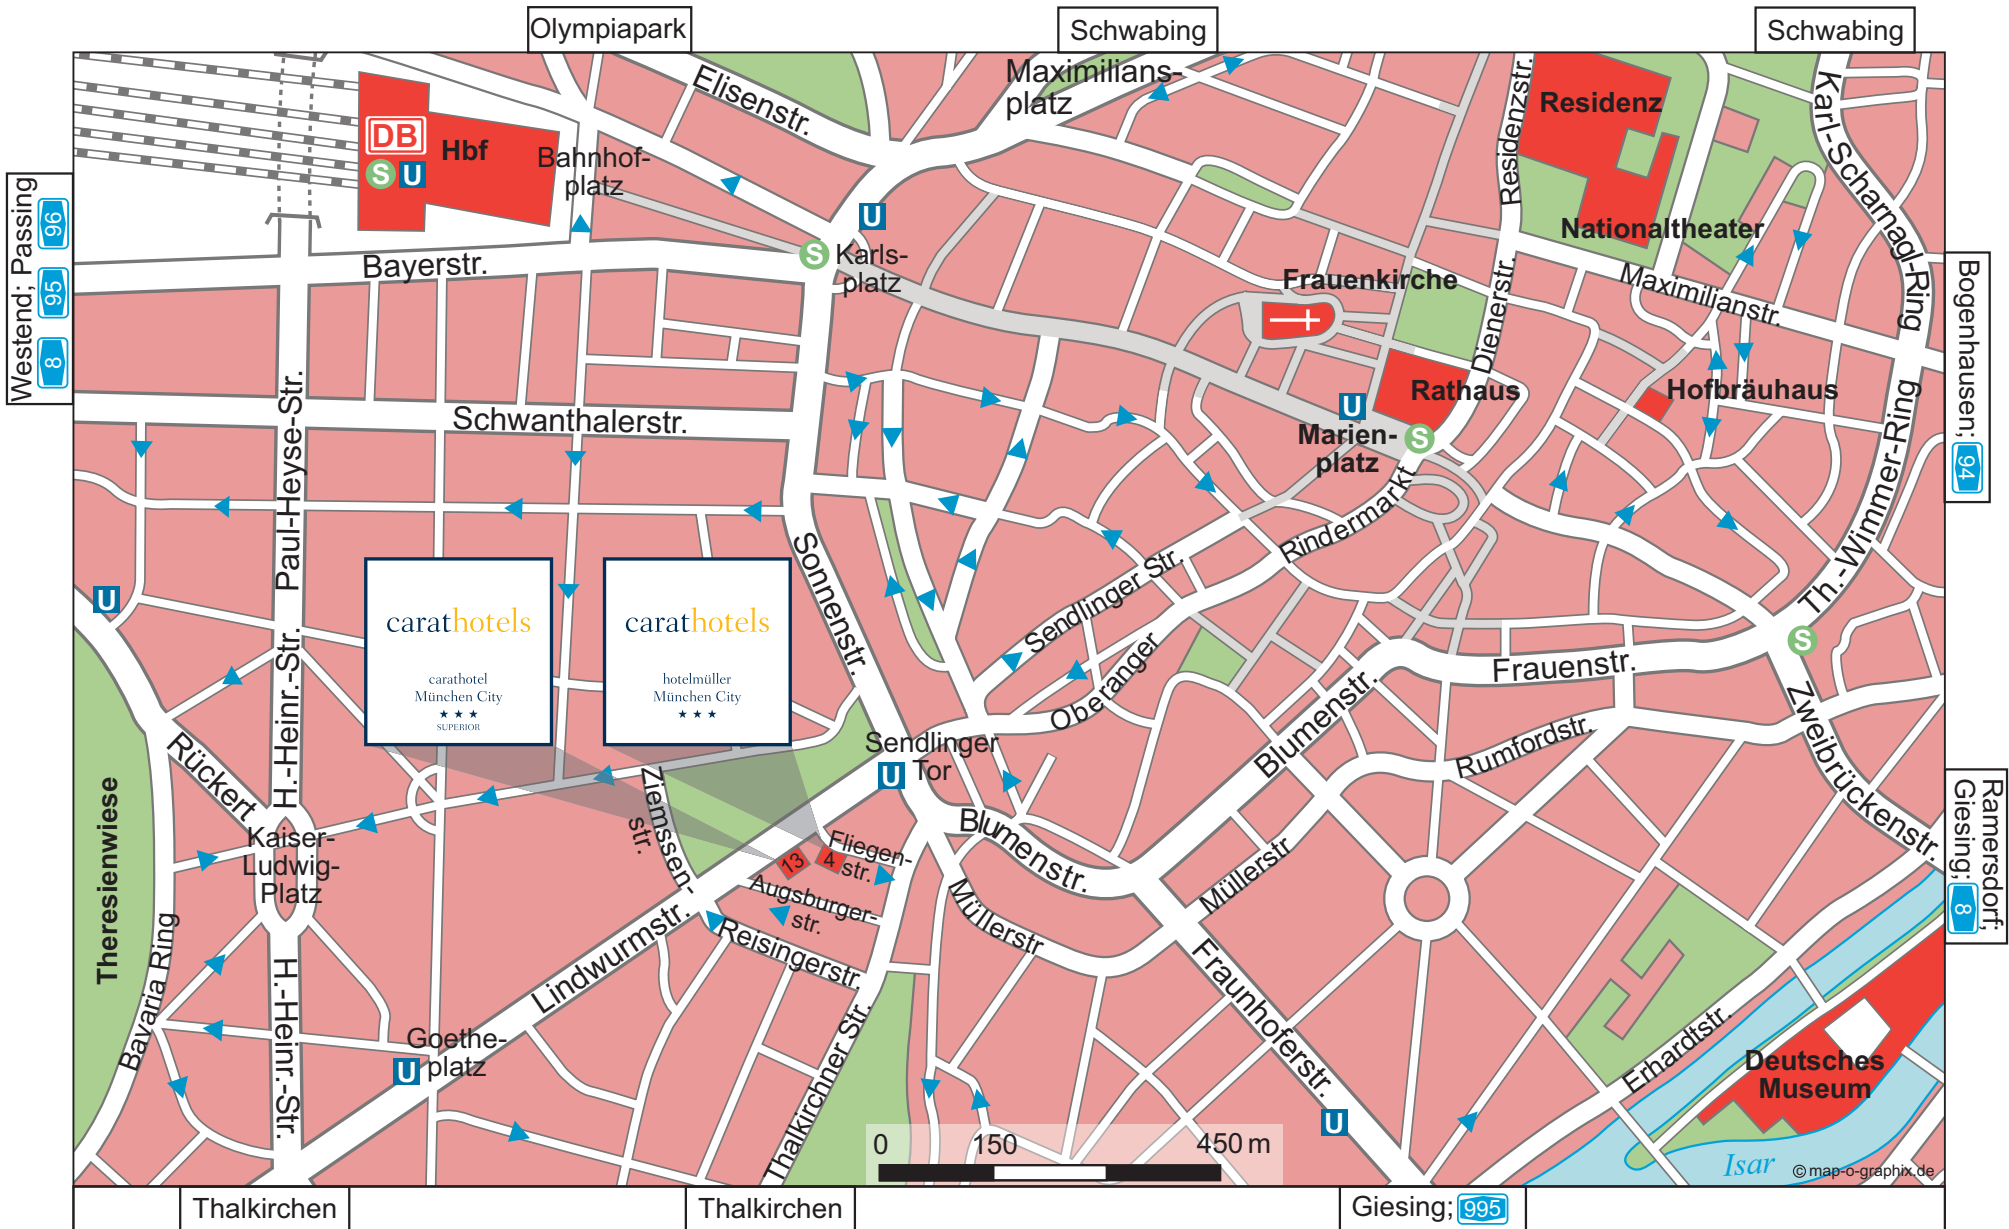 Olympiapark
Schwabing
Schwabing
Elisenstr.
Maximilians-
platz
Residenzstr.
Residenz
Karl-Scharnagl-Ring
DB
Hbf
S U
Bahnhof-
platz
Westend; Passing
96
95
8
U
Nationaltheater
S
Karls-
platz
Bayerstr.
Frauenkirche
Dienerstr.
Maximilianstr.
Bogenhausen;
94
Rathaus
Hofbräuhaus
U
Marien-
platz
S
Schwanthalerstr.
Paul-Heyse-Str.
Th.-Wimmer-Ring
Rindermarkt
Sonnenstr.
Sendlinger Str.
U
carathotels
carathotel
München City
★ ★ ★
SUPERIOR
carathotels
hotelmüller
München City
★ ★ ★
H.-Heinr.-Str.
Oberanger
Blumenstr.
Frauenstr.
S
Zweibrückenstr.
Rumfordstr.
Sendlinger
Tor
U
Rückert
Theresienwiese
Ziemssen-
str.
Kaiser-
Ludwig-
Platz
13
4
Fliegen-
str.
Blumenstr.
Augsburger-
str.
Müllerstr
Müllerstr
Ramersdorf;
Giesing;
8
Bavaria Ring
Lindwurmstr.
Reisingerstr.
H.-Heinr.-Str.
Fraunhoferstr.
Goethe-
platz
U
Thalkirchner Str.
Erhardtstr.
Deutsches
Museum
U
0 150 450 m
Isar
© map-o-graphix.de
Thalkirchen
Thalkirchen
Giesing;
995